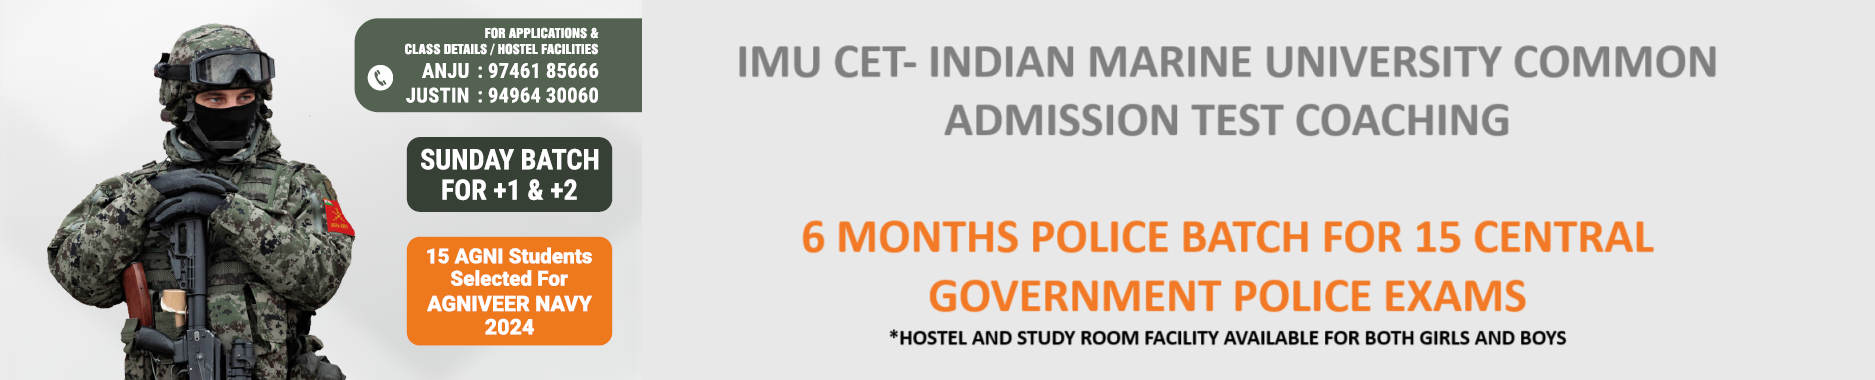 FOR APPLICATIONS &
CLASS DETAILS / HOSTEL FACILITIES
ANJU : 97461 85666
JUSTIN : 94964 30060
SUNDAY BATCH
FOR +1 & +2
15 AGNI Students
Selected For
AGNIVEER NAVY
2024
IMU CET- INDIAN MARINE UNIVERSITY COMMON
ADMISSION TEST COACHING
6 MONTHS POLICE BATCH FOR 15 CENTRAL
GOVERNMENT POLICE EXAMS
*HOSTEL AND STUDY ROOM FACILITY AVAILABLE FOR BOTH GIRLS AND BOYS